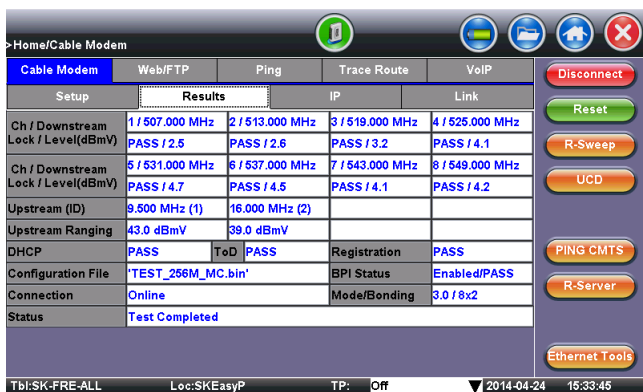 >Home/Cable Modem
Cable Modem Web/FTP Ping Trace Route VoIP
Disconnect
Setup Results IP Link
Reset
Ch / Downstream Lock / Level(dBmV) 1 / 507.000 MHz 2 / 513.000 MHz 3 / 519.000 MHz 4 / 525.000 MHz
PASS / 2.5 PASS / 2.6 PASS / 3.2 PASS / 4.1
R-Sweep
Ch / Downstream Lock / Level(dBmV) 5 / 531.000 MHz 6 / 537.000 MHz 7 / 543.000 MHz 8 / 549.000 MHz
PASS / 4.7 PASS / 4.5 PASS / 4.1 PASS / 4.2
UCD
Upstream (ID) 9.500 MHz (1) 16.000 MHz (2)
Upstream Ranging 43.0 dBmV 39.0 dBmV
DHCP PASS ToD PASS Registration PASS
PING CMTS
Configuration File 'TEST_256M_MC.bin' BPI Status Enabled/PASS
Connection Online Mode/Bonding 3.0 / 8x2
R-Server
Status Test Completed
Ethernet Tools
Tbl:SK-FRE-ALL Loc:SKEasyP TP: Off 2014-04-24 15:33:45